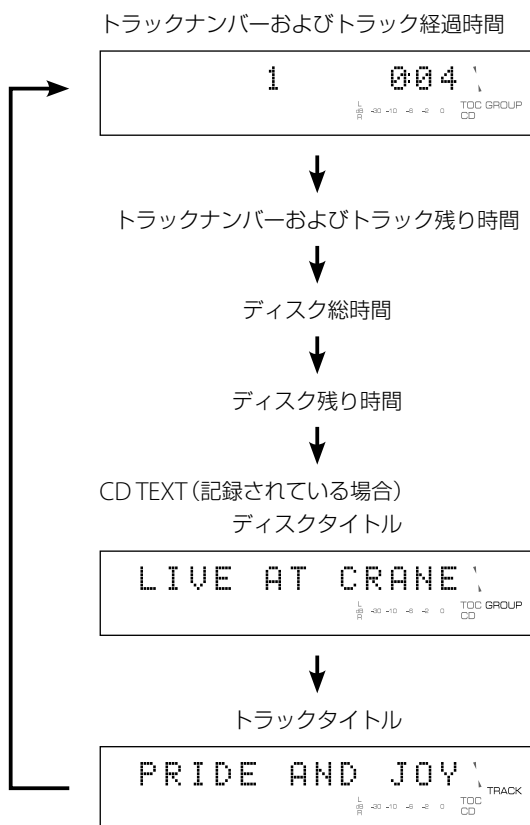 トラックナンバーおよびトラック経過時間
1 0:04
L dB R -30 -10 -6 -2 0 TOC GROUP
CD
トラックナンバーおよびトラック残り時間
ディスク総時間
ディスク残り時間
CD TEXT（記録されている場合）
ディスクタイトル
LIVE AT CRANE
L dB R -30 -10 -6 -2 0 TOC GROUP
CD
トラックタイトル
PRIDE AND JOY
TRACK
L dB R -30 -10 -6 -2 0 TOC
CD